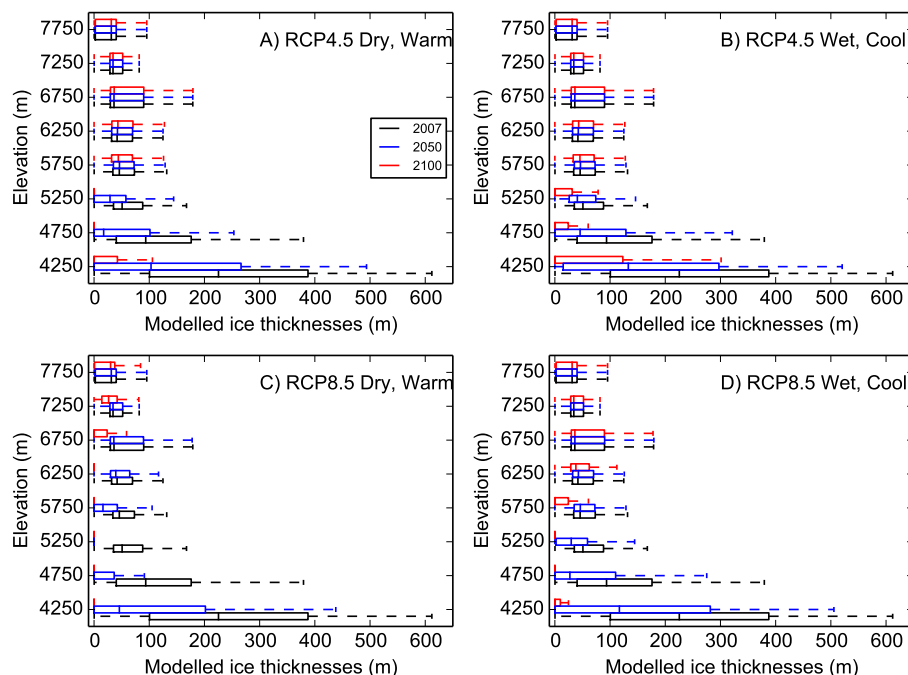 A) RCP4.5 Dry, Warm
Elevation (m)
7750
7250
6750
6250
5750
5250
4750
4250
2007
2050
2100
0 100 200 300 400 500 600
Modelled ice thicknesses (m)
B) RCP4.5 Wet, Cool
Elevation (m)
7750
7250
6750
6250
5750
5250
4750
4250
0 100 200 300 400 500 600
Modelled ice thicknesses (m)
C) RCP8.5 Dry, Warm
Elevation (m)
7750
7250
6750
6250
5750
5250
4750
4250
0 100 200 300 400 500 600
Modelled ice thicknesses (m)
D) RCP8.5 Wet, Cool
Elevation (m)
7750
7250
6750
6250
5750
5250
4750
4250
0 100 200 300 400 500 600
Modelled ice thicknesses (m)